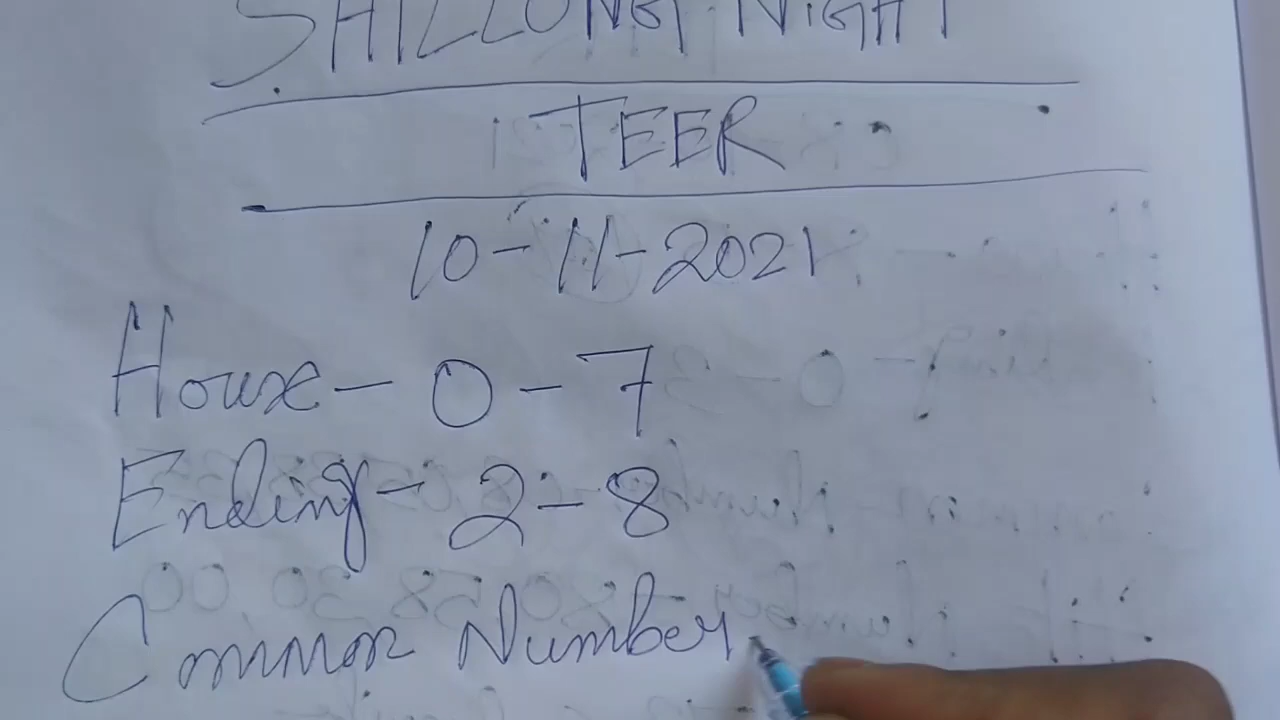 SHILLONG NIGHT
TEER
10-11-2021
House - 0 - 7
Ending - 2 - 8
Common Number